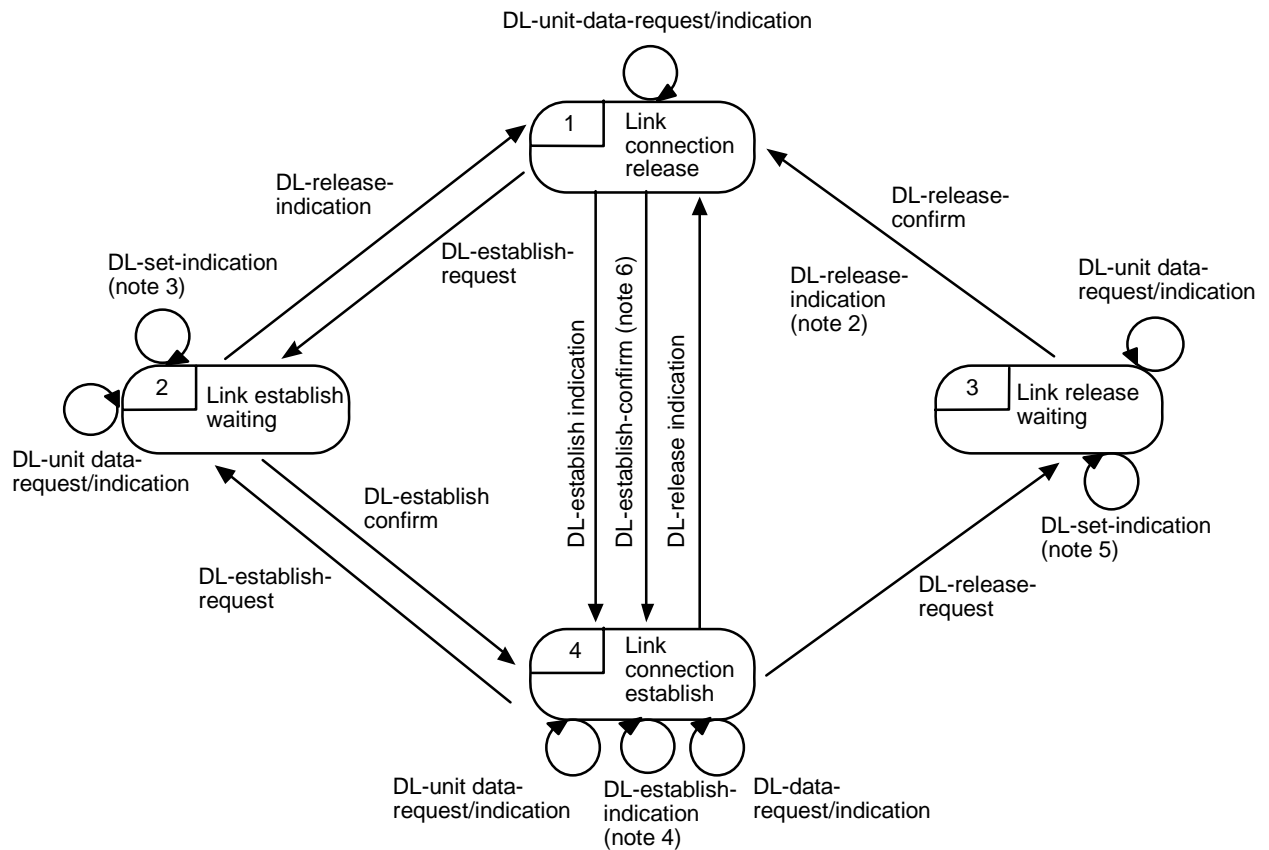 DL-unit-data-request/indication
1
Link
connection
release
DL-release-
indication
DL-establish-
request
DL-release-
confirm
DL-release-
indication
(note 2)
DL-set-indication
(note 3)
DL-unit data-
request/indication
2
Link establish
waiting
DL-unit data-
request/indication
DL-establish indication
DL-establish-confirm (note 6)
DL-release indication
3
Link release
waiting
DL-set-indication
(note 5)
DL-establish
confirm
DL-establish-
request
DL-release-
request
4
Link
connection
establish
DL-unit data-
request/indication
DL-establish-
indication
(note 4)
DL-data-
request/indication